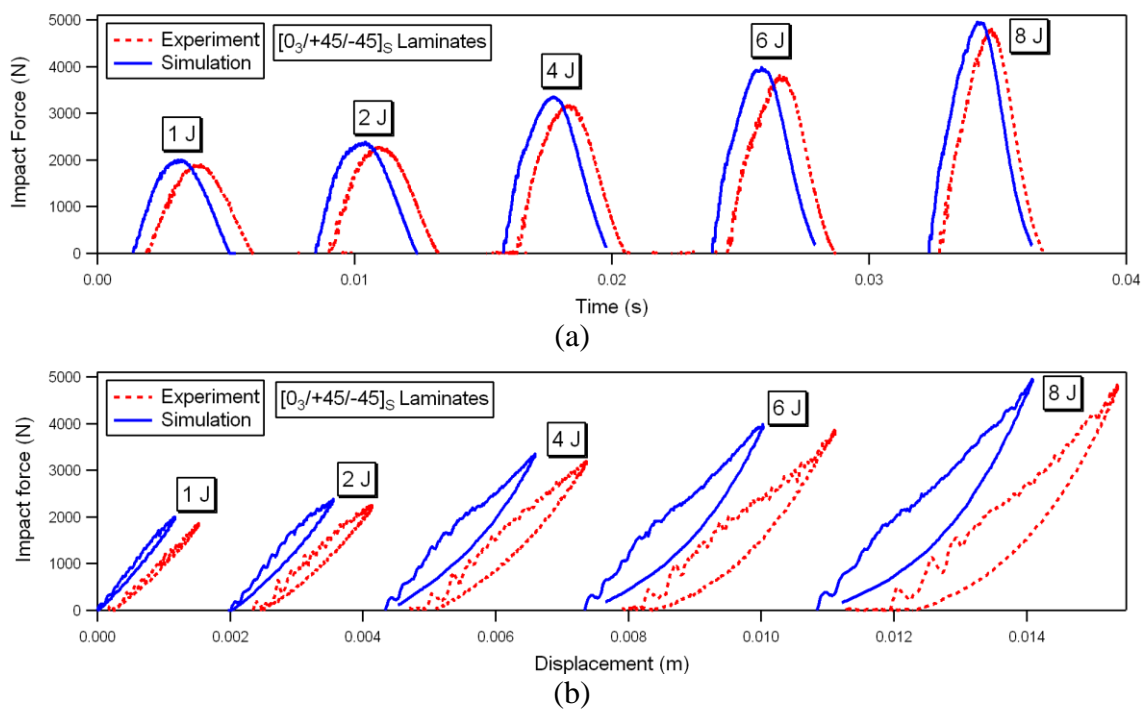 5000
4000
3000
2000
1000
0
Impact Force (N)
Experiment
Simulation
[0₃/+45/-45]ₛ Laminates
1 J
2 J
4 J
6 J
8 J
0.00
0.01
0.02
0.03
0.04
Time (s)
(a)
5000
4000
3000
2000
1000
0
Impact force (N)
Experiment
Simulation
[0₃/+45/-45]ₛ Laminates
1 J
2 J
4 J
6 J
8 J
0.000
0.002
0.004
0.006
0.008
0.010
0.012
0.014
Displacement (m)
(b)